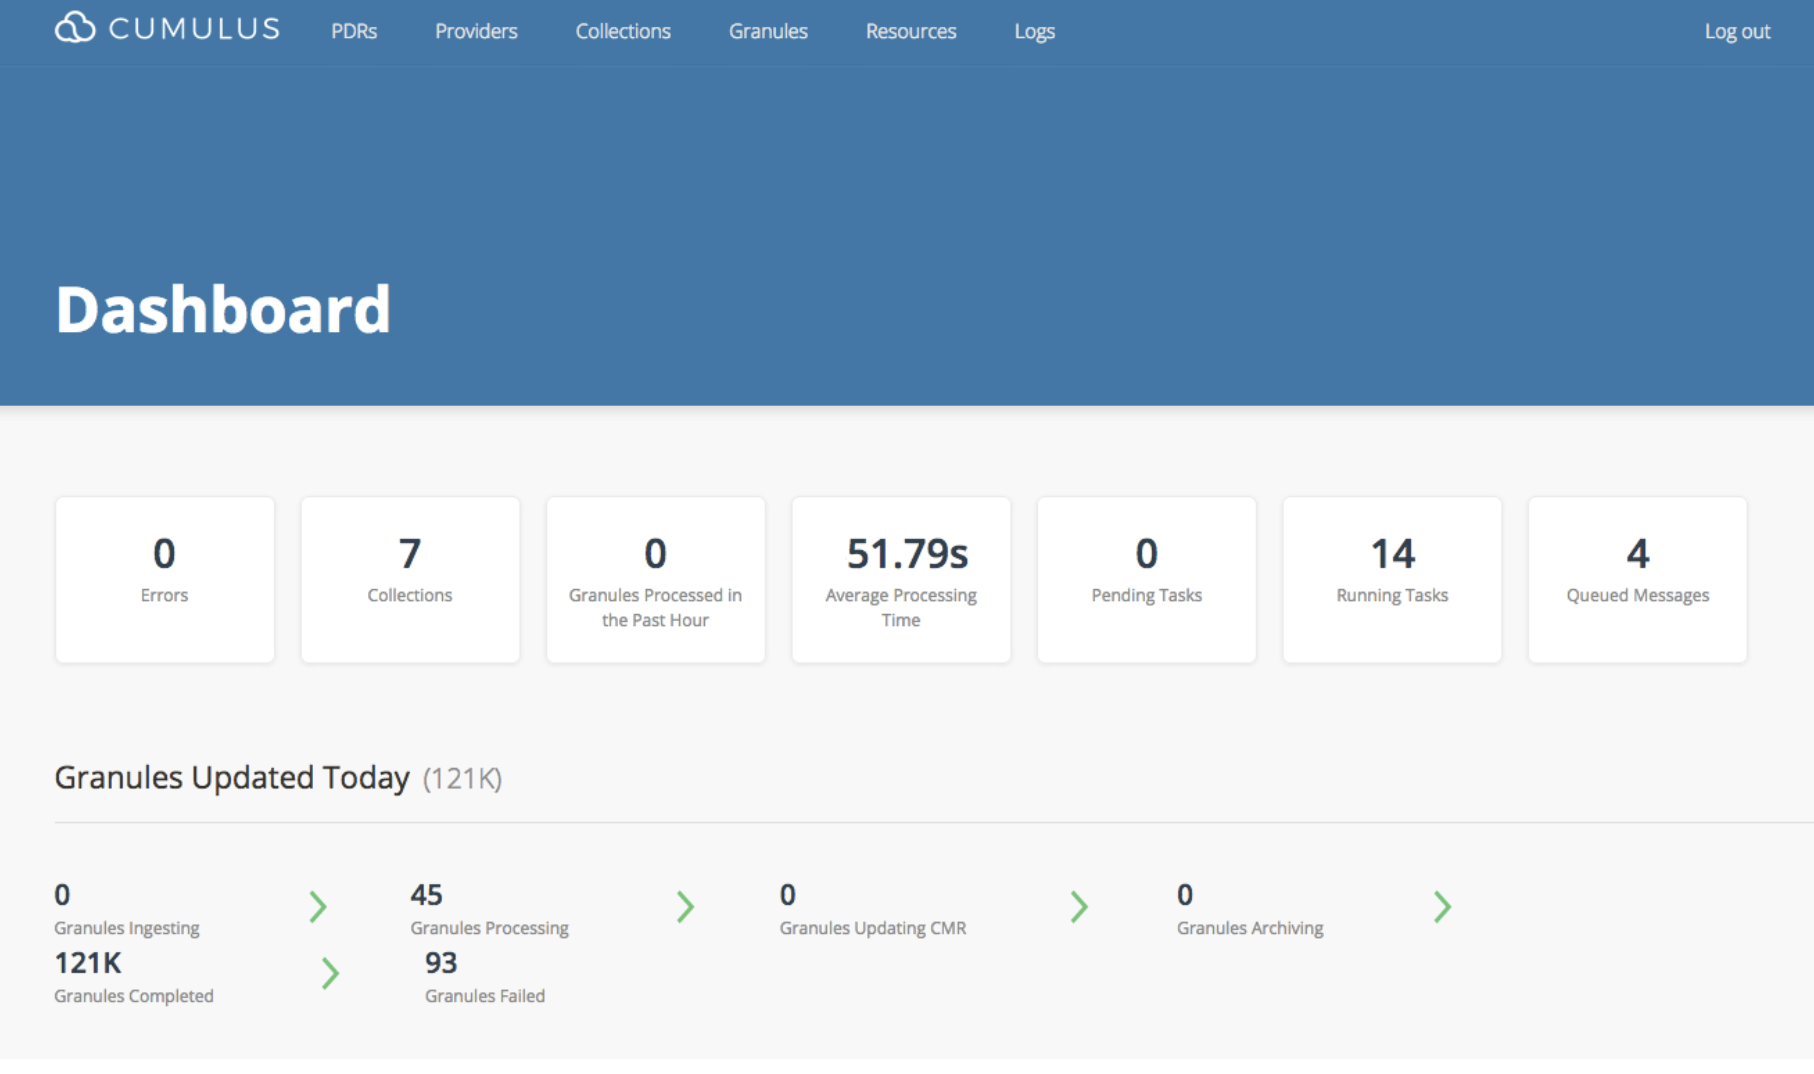 CUMULUS PDRs Providers Collections Granules Resources Logs Log out
Dashboard
0
Errors
7
Collections
0
Granules Processed in
the Past Hour
51.79s
Average Processing
Time
0
Pending Tasks
14
Running Tasks
4
Queued Messages
Granules Updated Today (121K)
0
Granules Ingesting
45
Granules Processing
0
Granules Updating CMR
0
Granules Archiving
121K
Granules Completed
93
Granules Failed